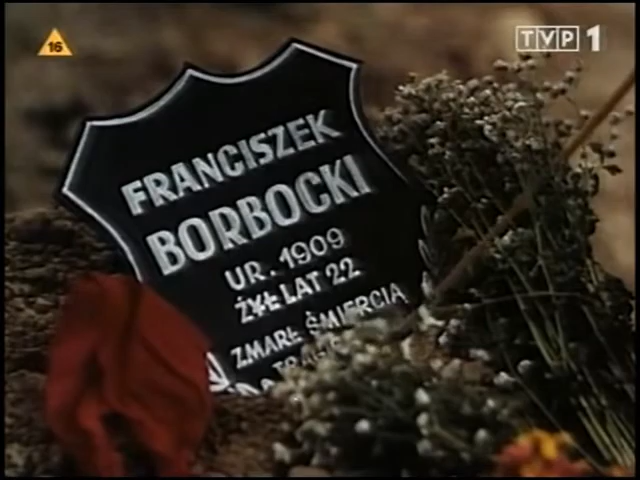 16
TVP 1
FRANCISZEK
BORBOCKI
UR. 1909
ŻYŁ LAT 22
ZMARŁ ŚMIERCIĄ